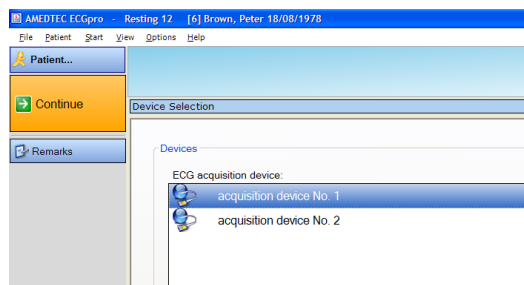 AMEDTEC ECGpro - Resting 12 [6] Brown, Peter 18/08/1978
File Patient Start View Options Help
Patient...
Continue
Device Selection
Remarks
Devices
ECG acquisition device:
acquisition device No. 1
acquisition device No. 2